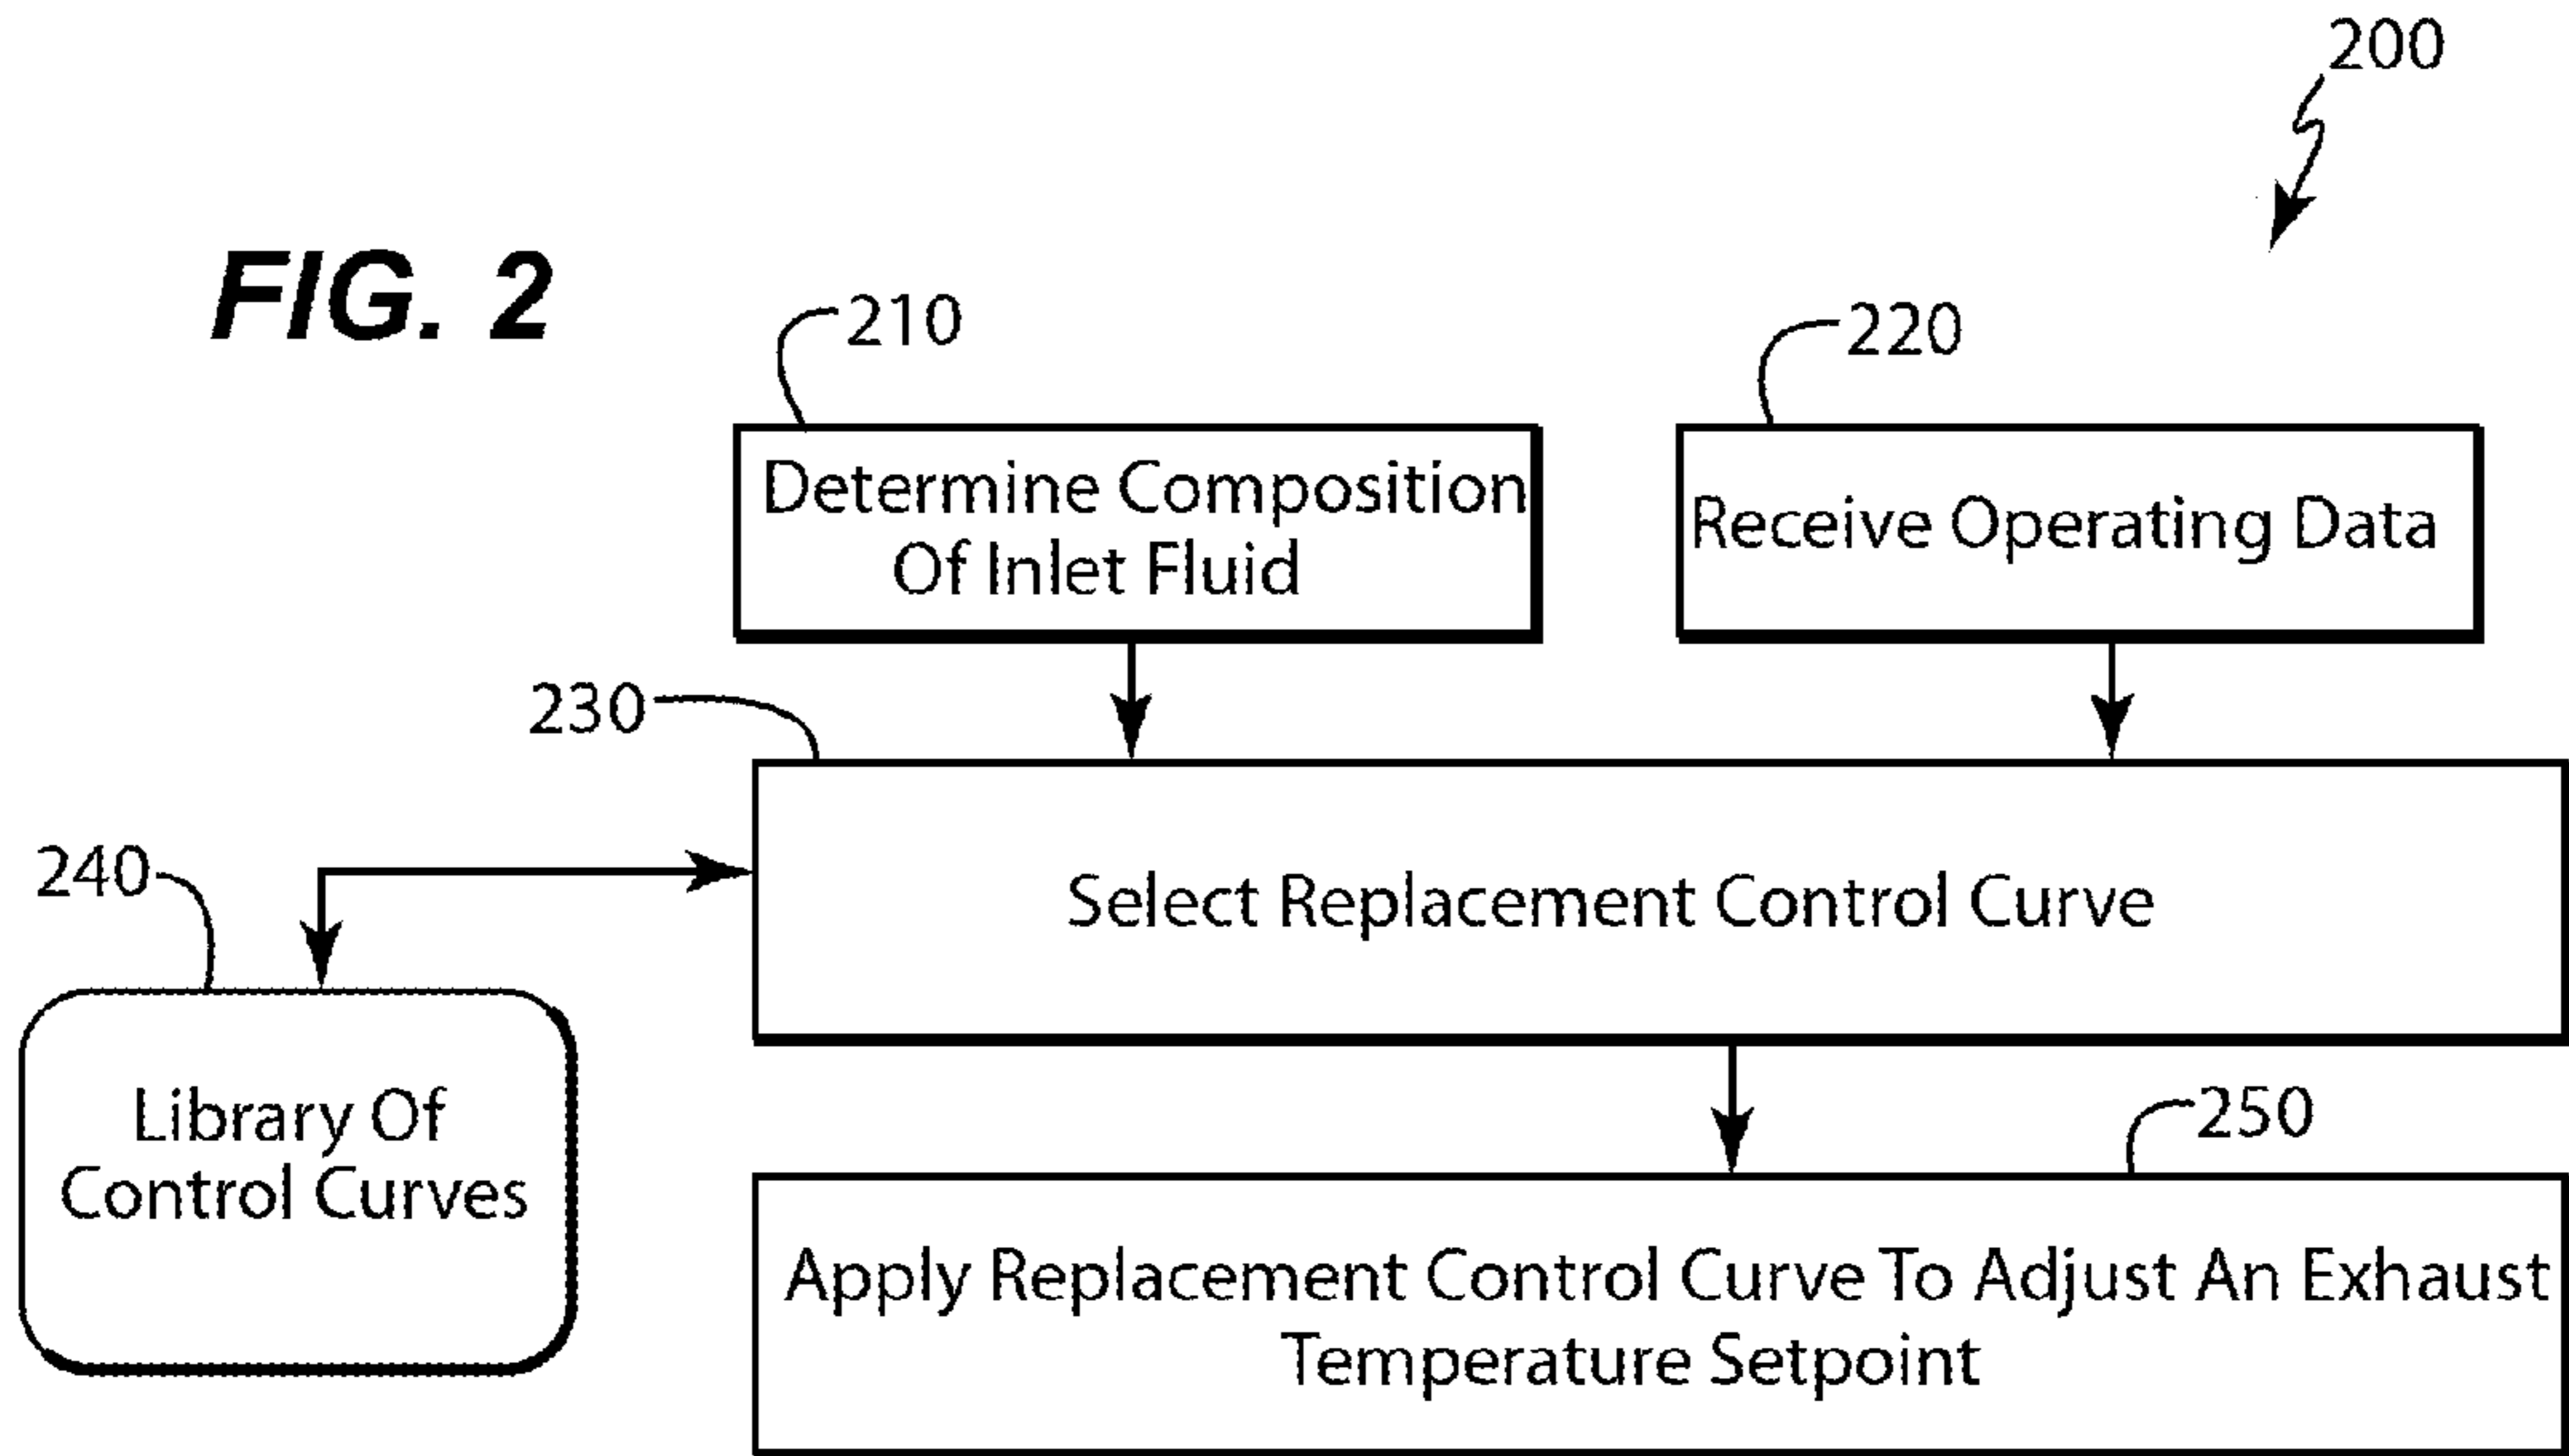 200
FIG. 2
210
220
Determine Composition
Of Inlet Fluid
Receive Operating Data
230
Select Replacement Control Curve
240
Library Of
Control Curves
250
Apply Replacement Control Curve To Adjust An Exhaust
Temperature Setpoint